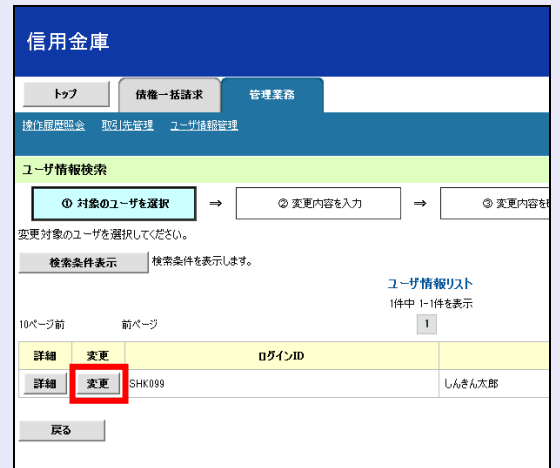 信用金庫
トップ 債権一括請求 管理業務
操作履歴照会 取引先管理 ユーザ情報管理
ユーザ情報検索
① 対象のユーザを選択 ⇒ ② 変更内容を入力 ⇒ ③ 変更内容を
変更対象のユーザを選択してください。
検索条件表示 検索条件を表示します。
ユーザ情報リスト
1件中 1-1件を表示
10ページ前 前ページ 1
詳細 変更 ログインID
詳細 変更 SHK099 しんきん太郎
戻る